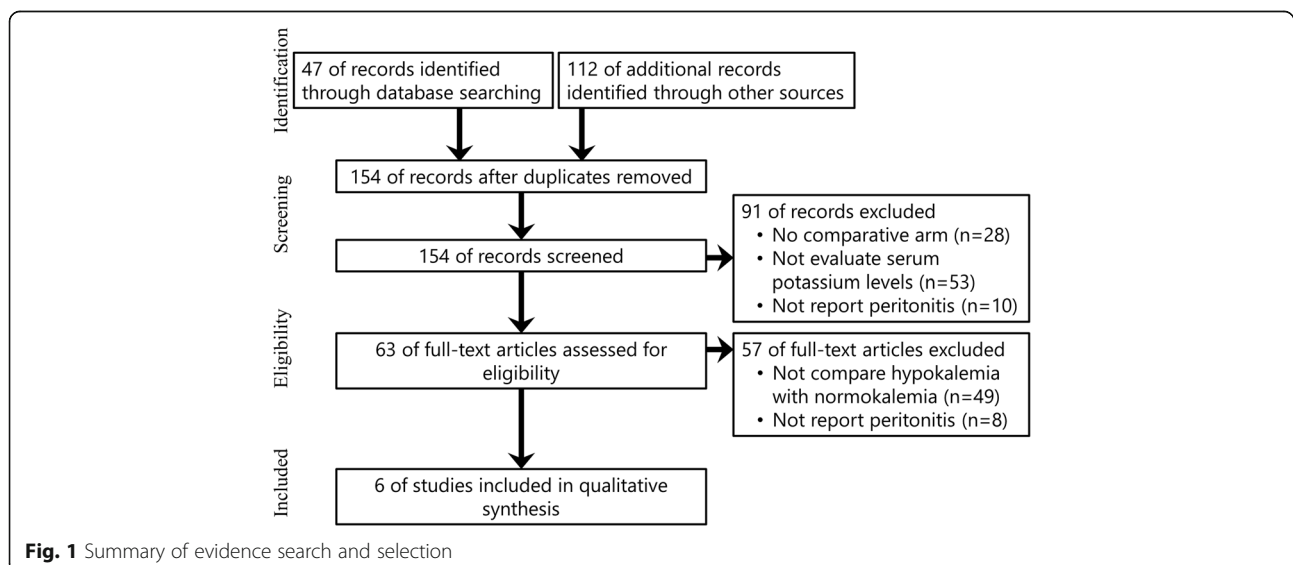 Identification
47 of records identified
through database searching
112 of additional records
identified through other sources
Screening
154 of records after duplicates removed
154 of records screened
91 of records excluded
• No comparative arm (n=28)
• Not evaluate serum
potassium levels (n=53)
• Not report peritonitis (n=10)
Eligibility
63 of full-text articles assessed for
eligibility
57 of full-text articles excluded
• Not compare hypokalemia
with normokalemia (n=49)
• Not report peritonitis (n=8)
Included
6 of studies included in qualitative
synthesis
Fig. 1 Summary of evidence search and selection